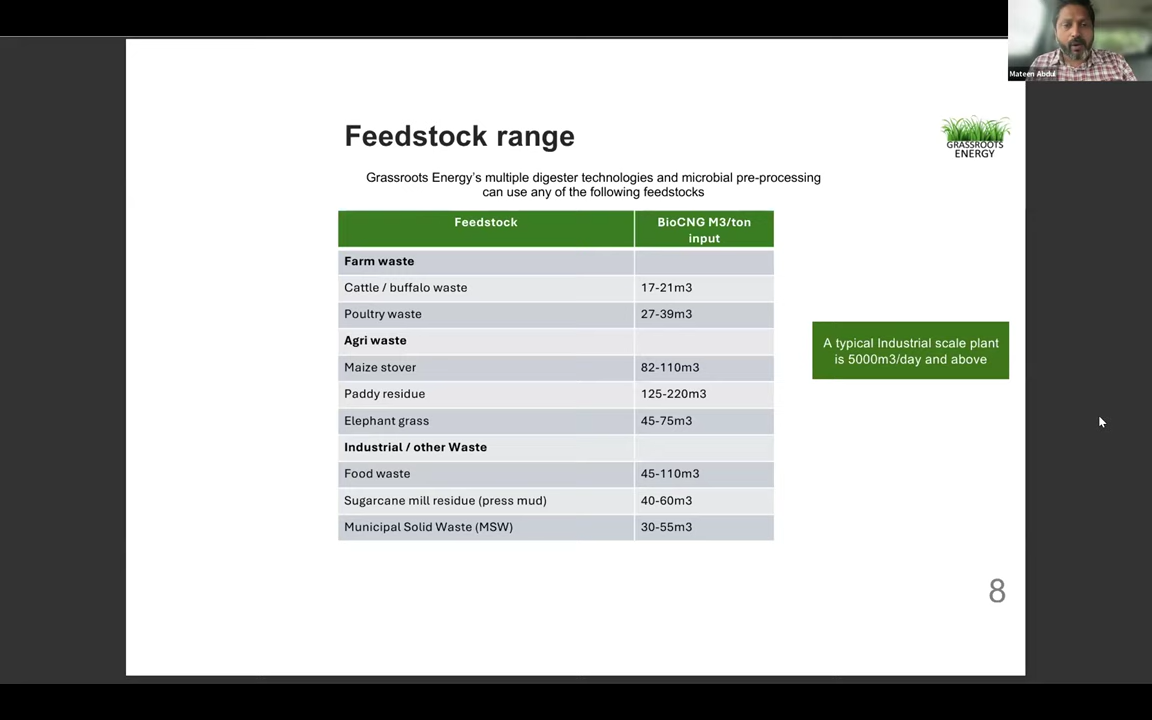 Mateen Abdul
Feedstock range
GRASSROOTS
ENERGY
Grassroots Energy's multiple digester technologies and microbial pre-processing
can use any of the following feedstocks
Feedstock
BioCNG M3/ton
input
Farm waste
Cattle / buffalo waste 17-21m3
Poultry waste 27-39m3
Agri waste
Maize stover 82-110m3
Paddy residue 125-220m3
Elephant grass 45-75m3
Industrial / other Waste
Food waste 45-110m3
Sugarcane mill residue (press mud) 40-60m3
Municipal Solid Waste (MSW) 30-55m3
A typical Industrial scale plant
is 5000m3/day and above
8